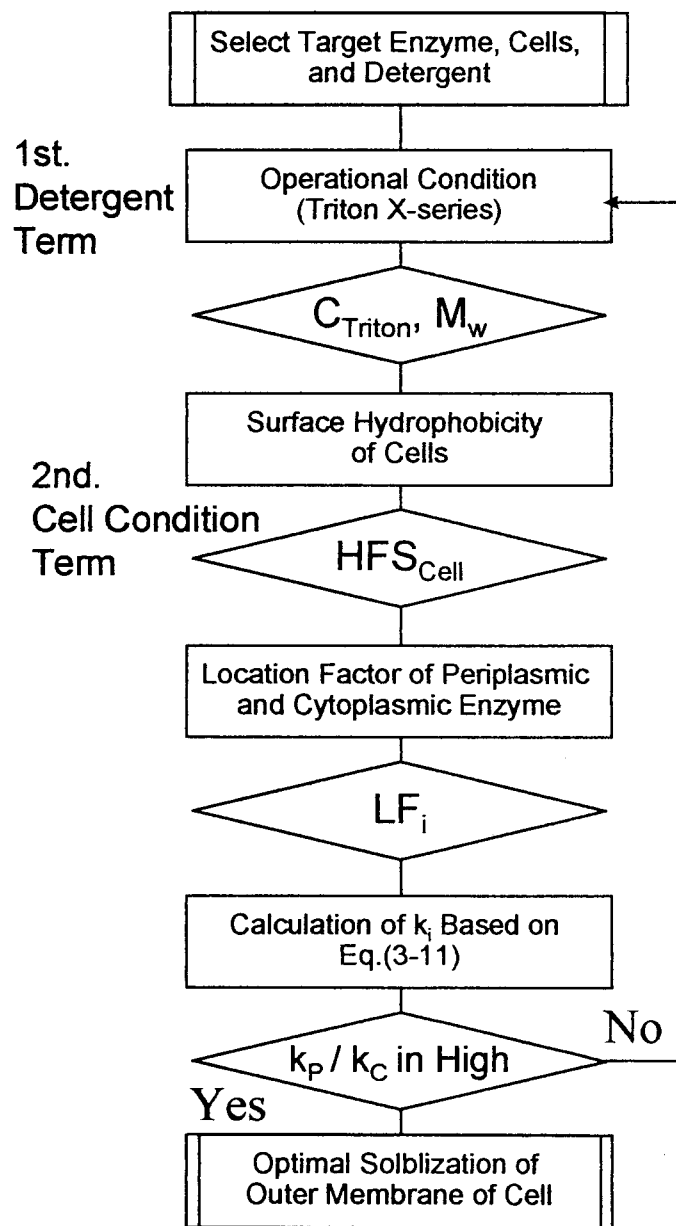 Select Target Enzyme, Cells,
and Detergent
1st.
Detergent
Term
Operational Condition
(Triton X-series)
C_Triton, M_w
Surface Hydrophobicity
of Cells
2nd.
Cell Condition
Term
HFS_Cell
Location Factor of Periplasmic
and Cytoplasmic Enzyme
LF_i
Calculation of k_i Based on
Eq.(3-11)
k_P / k_C in High
No
Yes
Optimal Solblization of
Outer Membrane of Cell